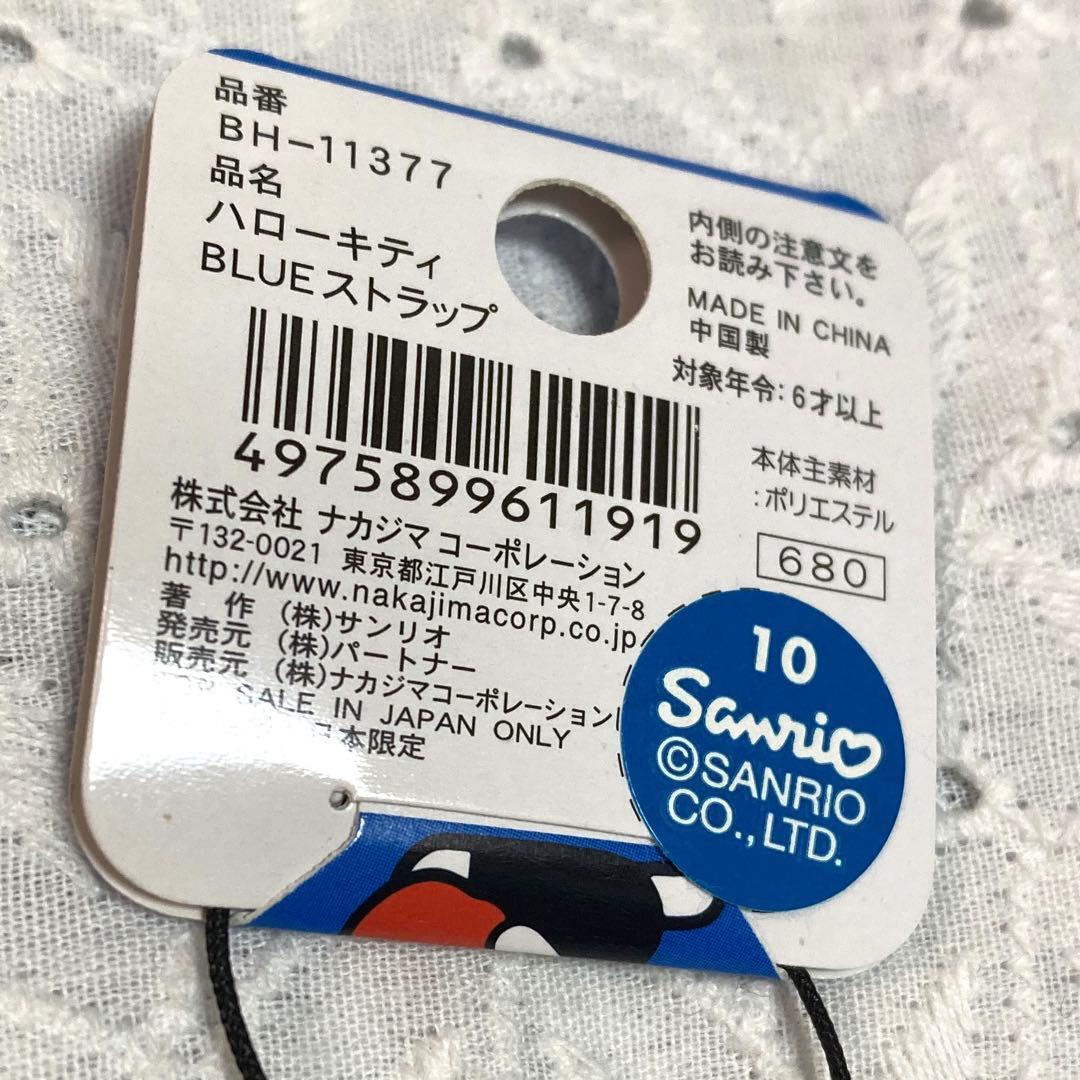 品番
BH-11377
品名
ハローキティ
BLUEストラップ
4975899611919
株式会社 ナカジマ コーポレーション
〒132-0021 東京都江戸川区中央1-7-8
http://www.nakajimacorp.co.jp/
著 作 (株)サンリオ
発売元 (株)パートナー
販売元 (株)ナカジマコーポレーション
SALE IN JAPAN ONLY
本限定
内側の注意文を
お読み下さい。
MADE IN CHINA
中国製
対象年令:6才以上
本体主素材
:ポリエステル
680
10
Sanrio
©SANRIO
CO.,LTD.